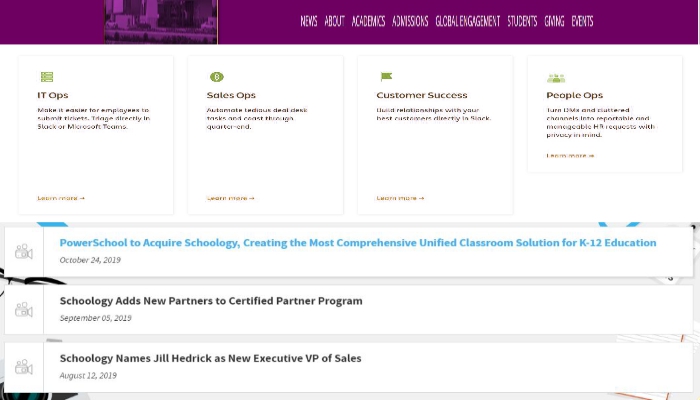 NEWS ABOUT ACADEMICS ADMISSIONS GLOBAL ENGAGEMENT STUDENTS GIVING EVENTS
IT Ops
Make it easier for employees to
submit tickets. Triage directly in
Slack or Microsoft Teams.
Learn more →
Sales Ops
Automate tedious deal desk
tasks and coast through
quarter-end.
Learn more →
Customer Success
Build relationships with your
best customers directly in Slack.
Learn more →
People Ops
Turn DMs and cluttered
channels into reportable and
manageable HR requests with
privacy in mind.
Learn more →
PowerSchool to Acquire Schoology, Creating the Most Comprehensive Unified Classroom Solution for K-12 Education
October 24, 2019
Schoology Adds New Partners to Certified Partner Program
September 05, 2019
Schoology Names Jill Hedrick as New Executive VP of Sales
August 12, 2019